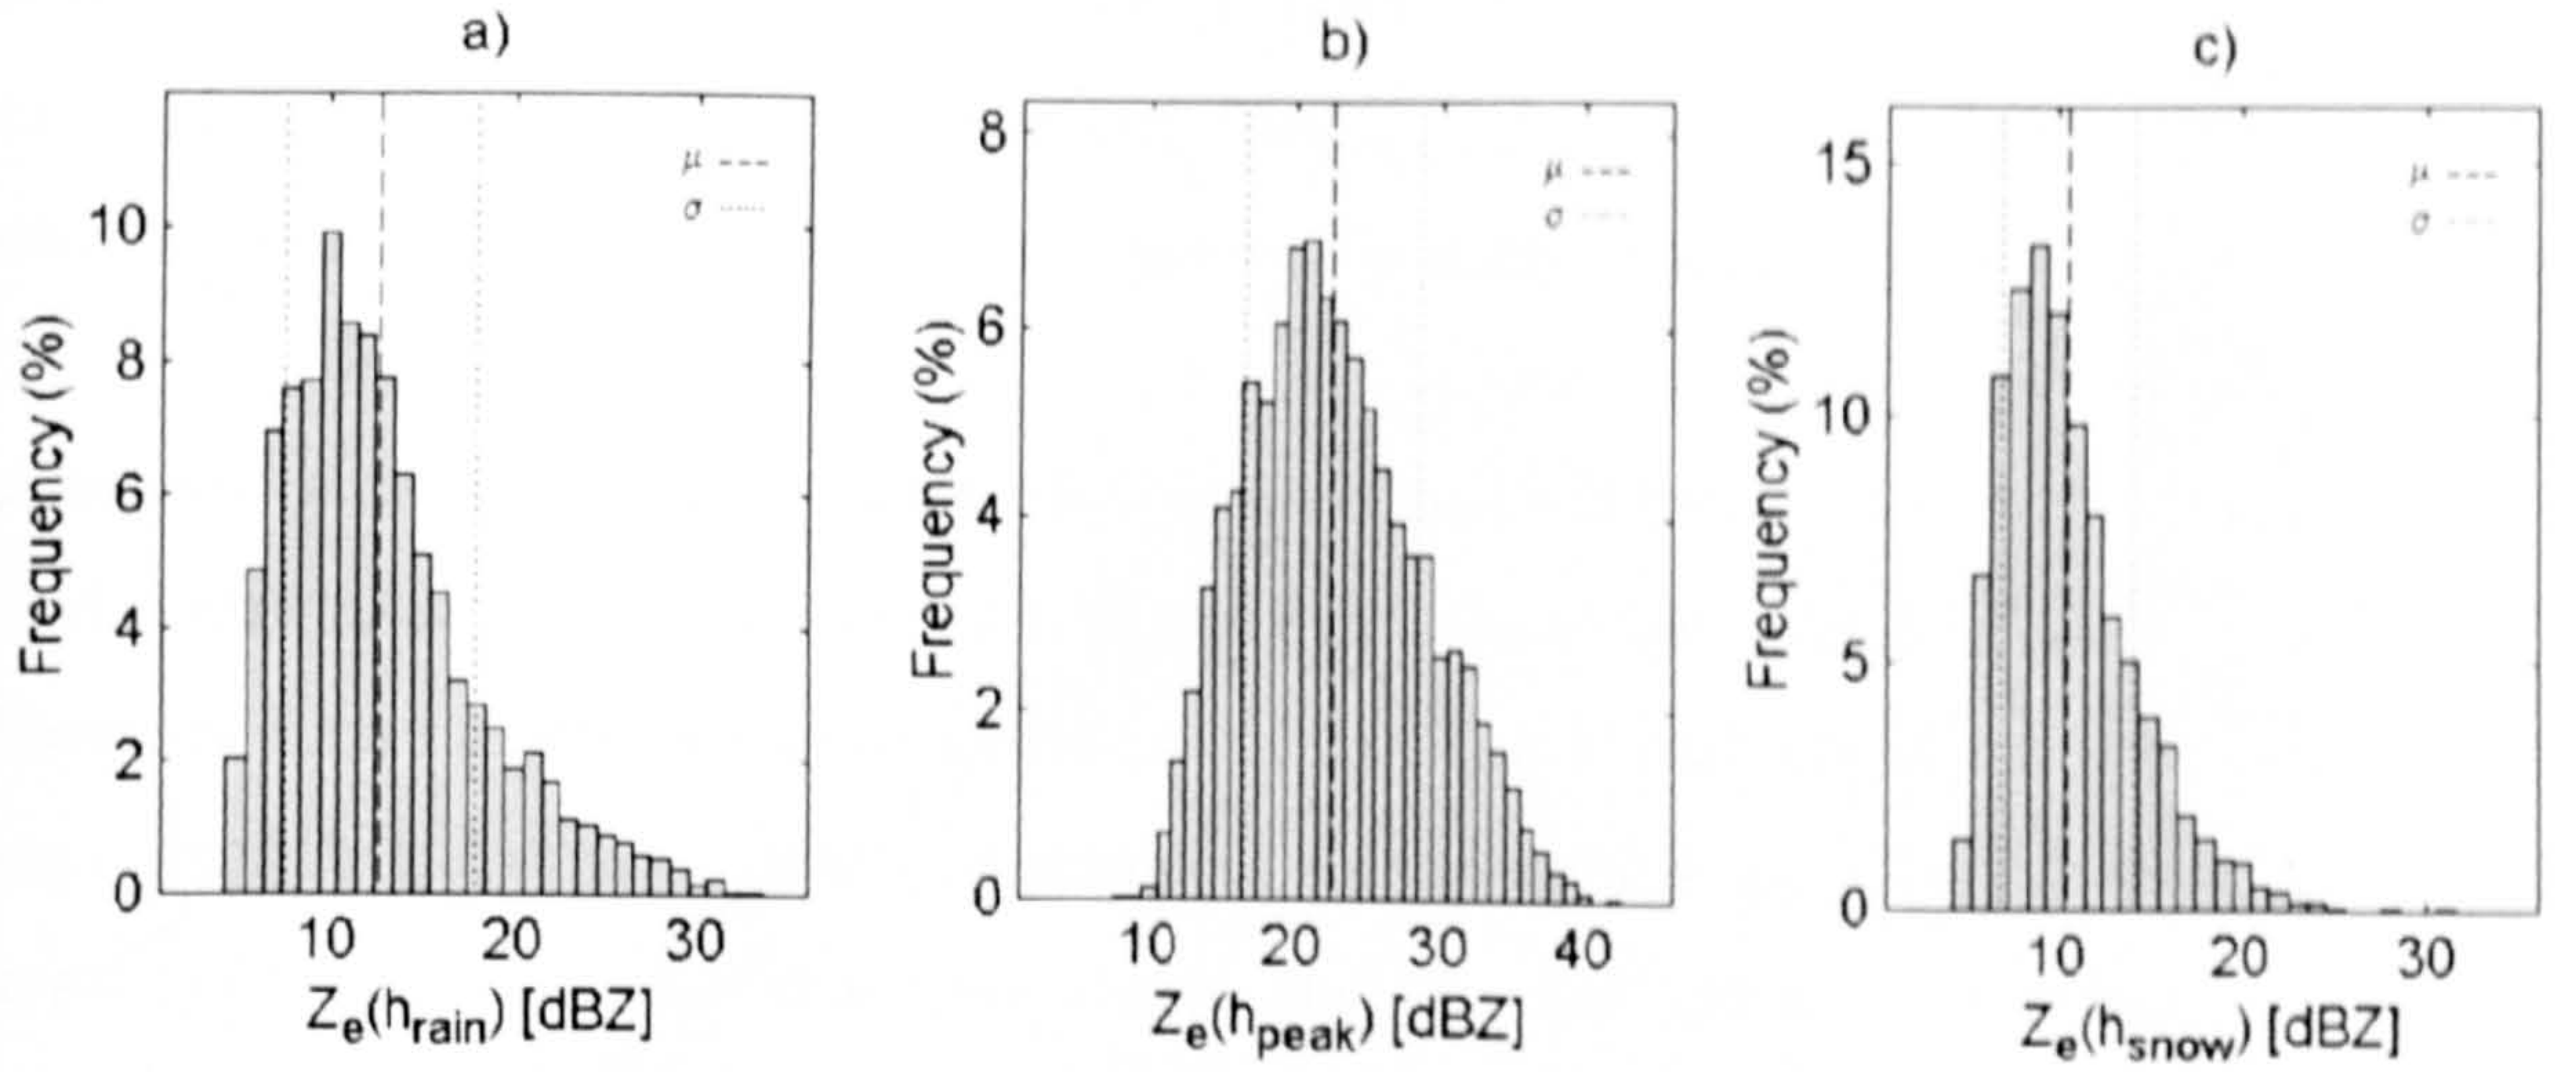 a)
Frequency (%)
10
8
6
4
2
0
μ
σ
10 20 30
Ze(hrain) [dBZ]
b)
Frequency (%)
8
6
4
2
0
μ
σ
10 20 30 40
Ze(hpeak) [dBZ]
c)
Frequency (%)
15
10
5
0
μ
σ
10 20 30
Ze(hsnow) [dBZ]